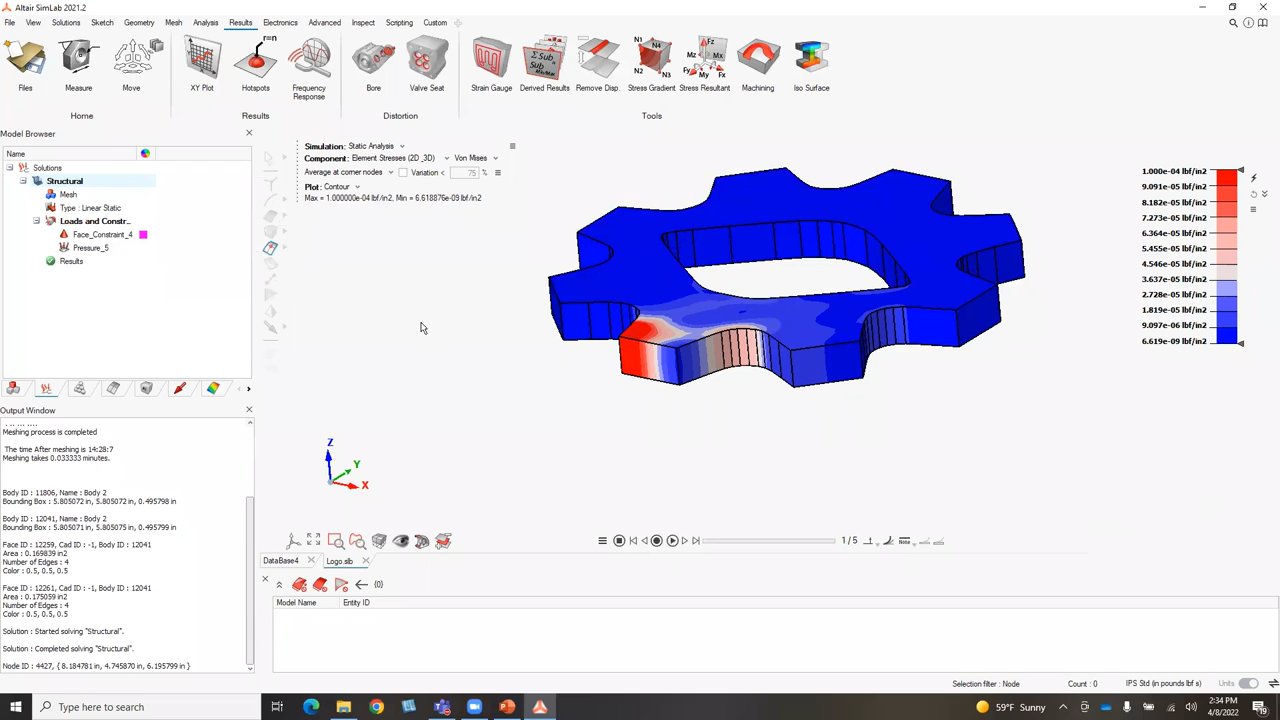 Altair SimLab 2021.2
File View Solutions Sketch Geometry Mesh Analysis Results Electronics Advanced Inspect Scripting Custom
r=n
N1 N4 N2 N3
Fz Mz Mx Fy My Fx
Σ Sub
Files Measure Move XY Plot Hotspots Frequency Response Bore Valve Seat Strain Gauge Derived Results Remove Disp. Stress Gradient Stress Resultant Machining Iso Surface
Home Results Distortion Tools
Model Browser
Name
Solutions
Structural
Mesh
Type : Linear Static
Loads and Constr...
Face_Constraint_4
Pressure_5
Results
Simulation: Static Analysis
Component: Element Stresses (2D _3D) Von Mises
Average at corner nodes Variation < 75 %
Plot: Contour
Max = 1.000000e-04 lbf/in2, Min = 6.618876e-09 lbf/in2
1.000e-04 lbf/in2
9.091e-05 lbf/in2
8.182e-05 lbf/in2
7.273e-05 lbf/in2
6.364e-05 lbf/in2
5.455e-05 lbf/in2
4.546e-05 lbf/in2
3.637e-05 lbf/in2
2.728e-05 lbf/in2
1.819e-05 lbf/in2
9.097e-06 lbf/in2
6.619e-09 lbf/in2
Z
Y
X
Output Window
Meshing process is completed
The time After meshing is 14:28:7
Meshing takes 0.033333 minutes.
Body ID : 11806, Name : Body 2
Bounding Box : 5.805072 in, 5.805072 in, 0.495798 in
Body ID : 12041, Name : Body 2
Bounding Box : 5.805071 in, 5.805075 in, 0.495799 in
Face ID : 12259, Cad ID : -1, Body ID : 12041
Area : 0.169839 in2
Number of Edges : 4
Color : 0.5, 0.5, 0.5
Face ID : 12261, Cad ID : -1, Body ID : 12041
Area : 0.175059 in2
Number of Edges : 4
Color : 0.5, 0.5, 0.5
Solution : Started solving "Structural".
Solution : Completed solving "Structural".
Node ID : 4427, { 8.184781 in, 4.745870 in, 6.195799 in }
1 / 5
None
DataBase4 Logo.slb
{0}
Model Name Entity ID
Selection filter : Node Count : 0 IPS Std (in pounds lbf s) Units
Type here to search
59°F Sunny
2:34 PM
4/8/2022